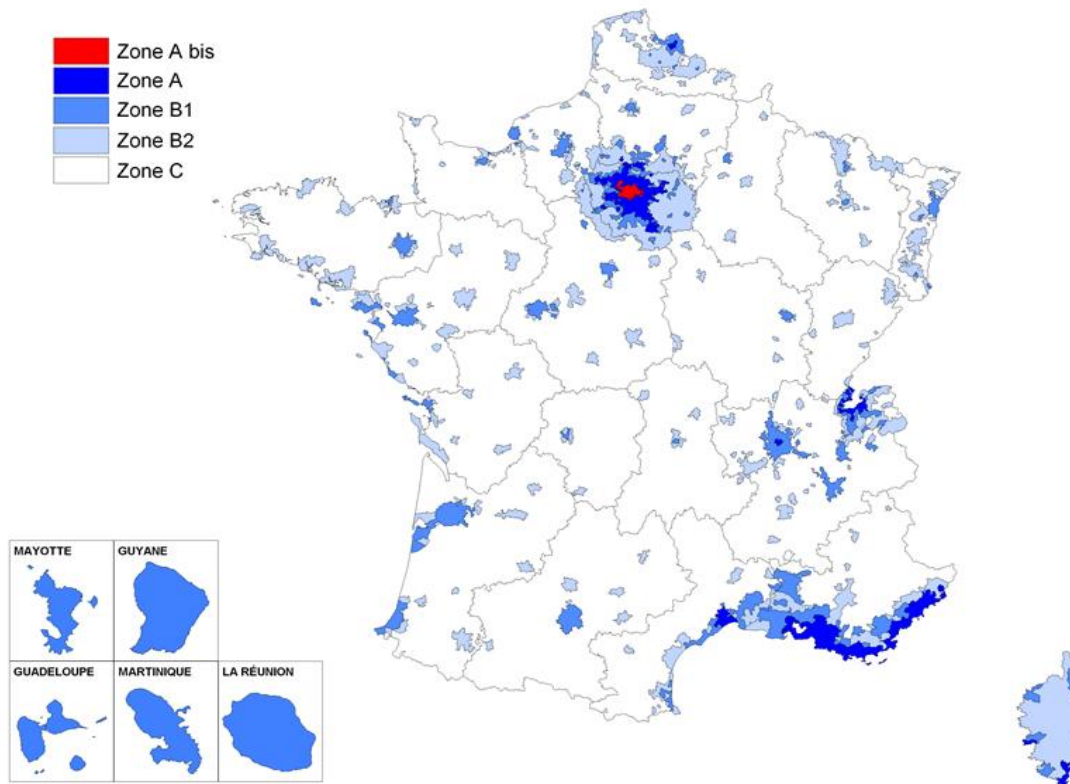 Zone A bis
Zone A
Zone B1
Zone B2
Zone C
MAYOTTE
GUYANE
GUADELOUPE
MARTINIQUE
LA RÉUNION